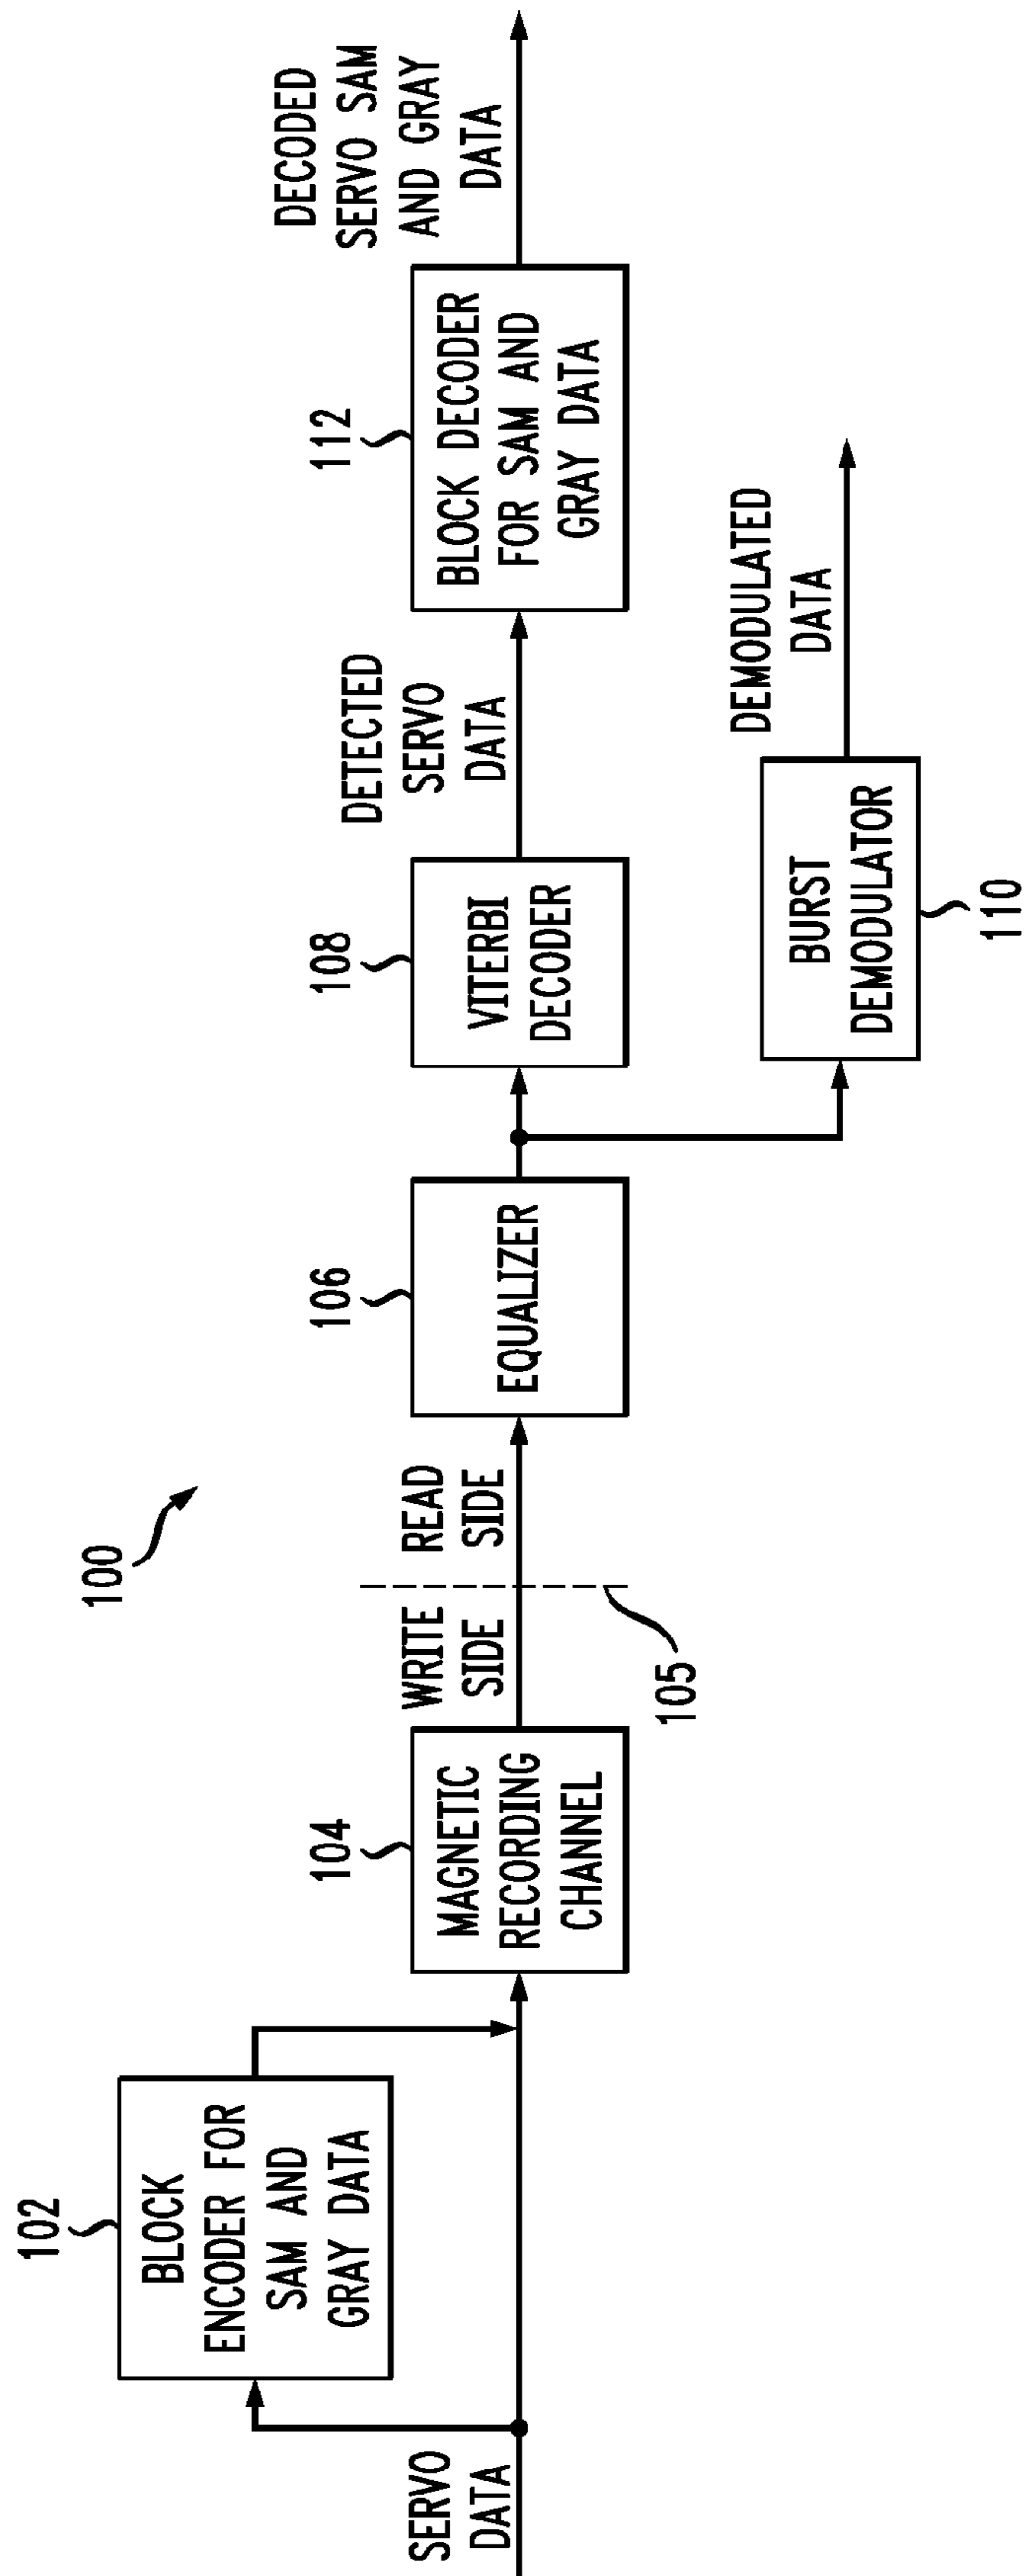 100
SERVO
DATA
102
BLOCK
ENCODER FOR
SAM AND
GRAY DATA
104
MAGNETIC
RECORDING
CHANNEL
WRITE
SIDE
READ
SIDE
105
106
EQUALIZER
108
VITERBI
DECODER
DETECTED
SERVO
DATA
112
BLOCK DECODER
FOR SAM AND
GRAY DATA
DECODED
SERVO SAM
AND GRAY
DATA
BURST
DEMODULATOR
110
DEMODULATED
DATA